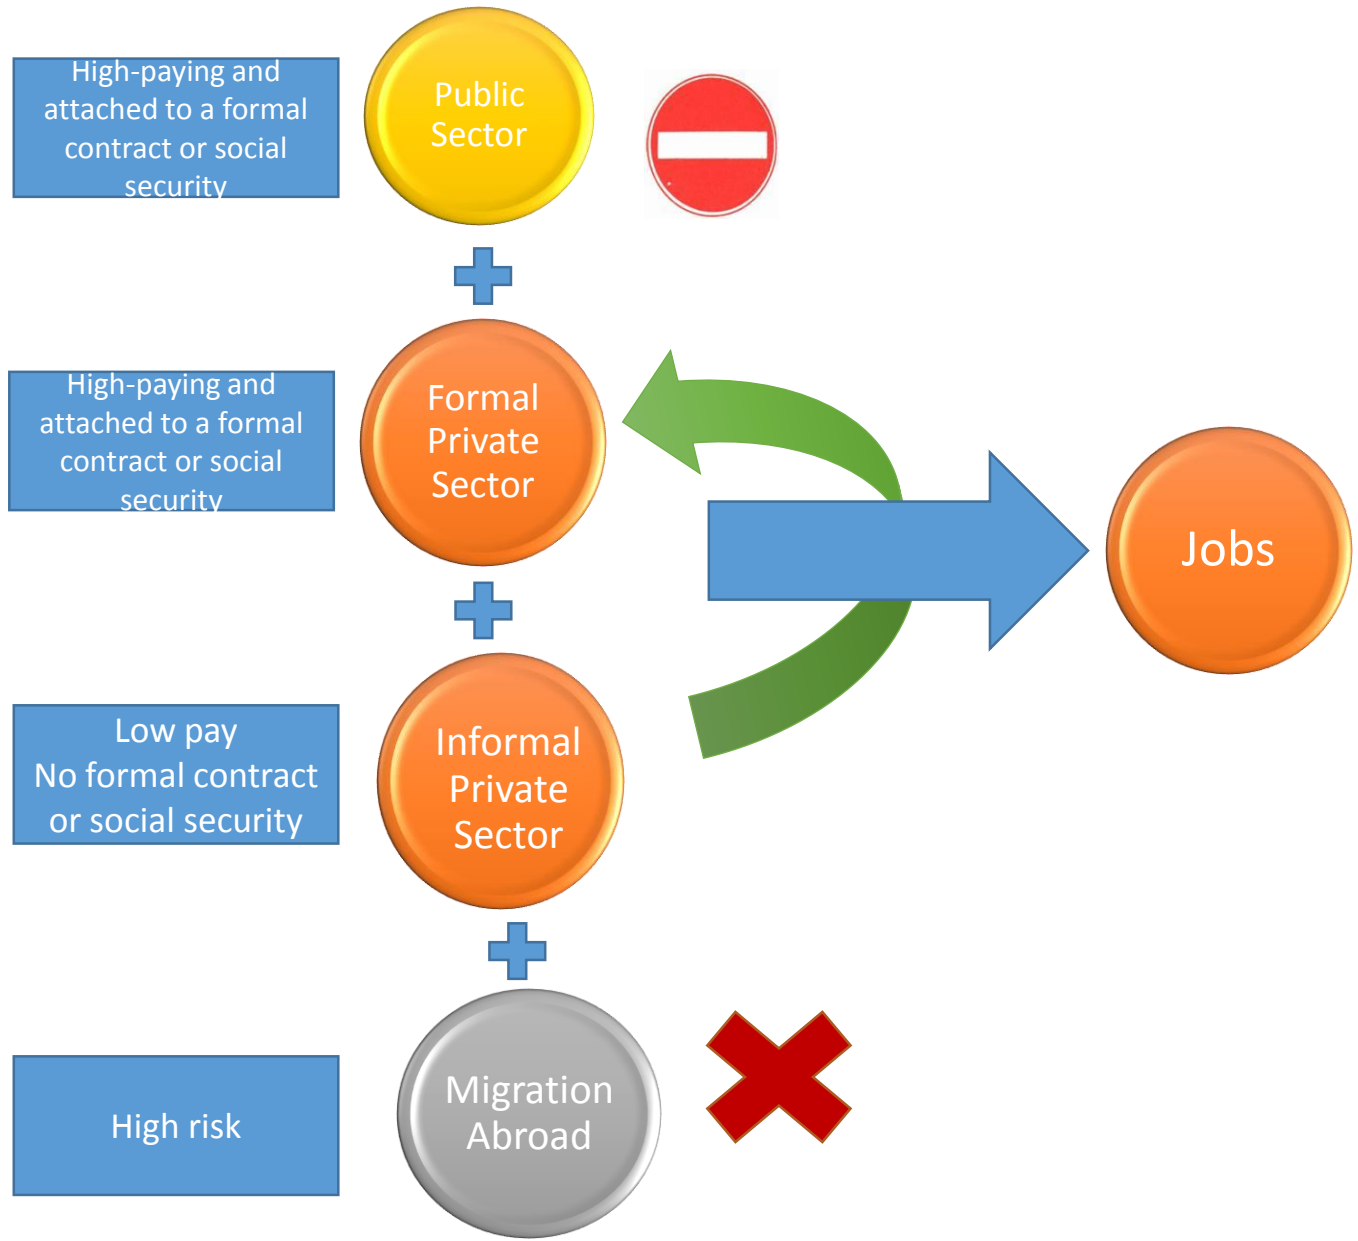 High-paying and
attached to a formal
contract or social
security
Public
Sector
High-paying and
attached to a formal
contract or social
security
Formal
Private
Sector
Jobs
Low pay
No formal contract
or social security
Informal
Private
Sector
High risk
Migration
Abroad